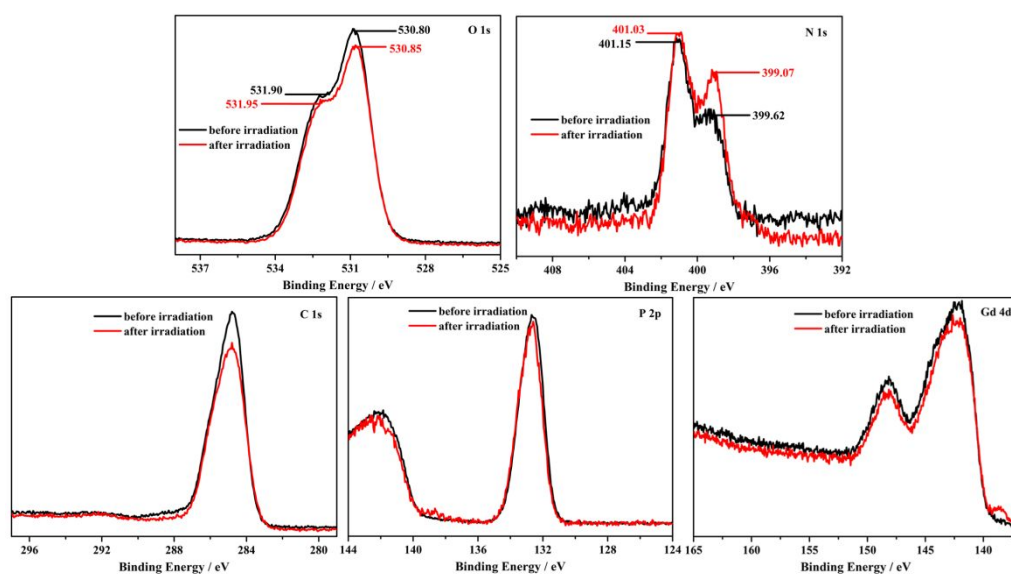 O 1s
530.80
530.85
531.90
531.95
before irradiation
after irradiation
537 534 531 528 525
Binding Energy / eV
N 1s
401.03
401.15
399.07
399.62
before irradiation
after irradiation
408 404 400 396 392
Binding Energy / eV
C 1s
before irradiation
after irradiation
296 292 288 284 280
Binding Energy / eV
P 2p
before irradiation
after irradiation
144 140 136 132 128 124
Binding Energy / eV
Gd 4d
before irradiation
after irradiation
165 160 155 150 145 140
Binding Energy / eV